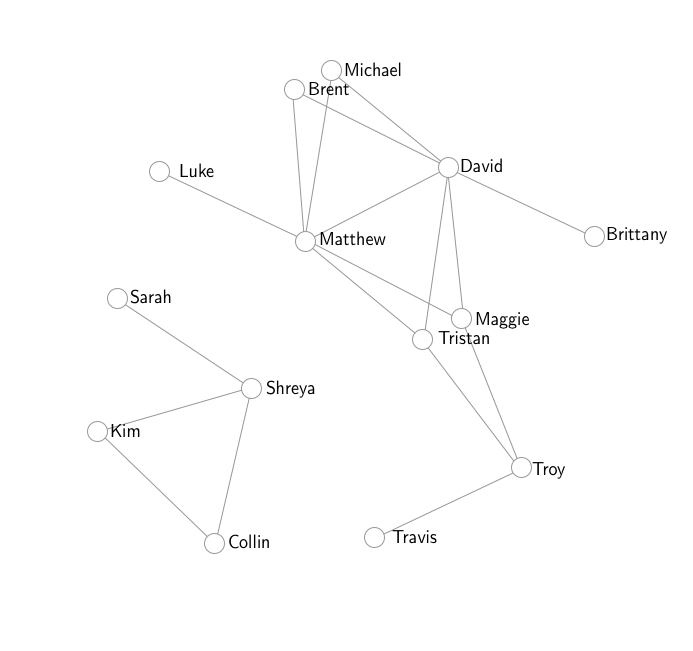 Michael
Brent
David
Luke
Brittany
Matthew
Sarah
Maggie
Tristan
Shreya
Kim
Troy
Travis
Collin